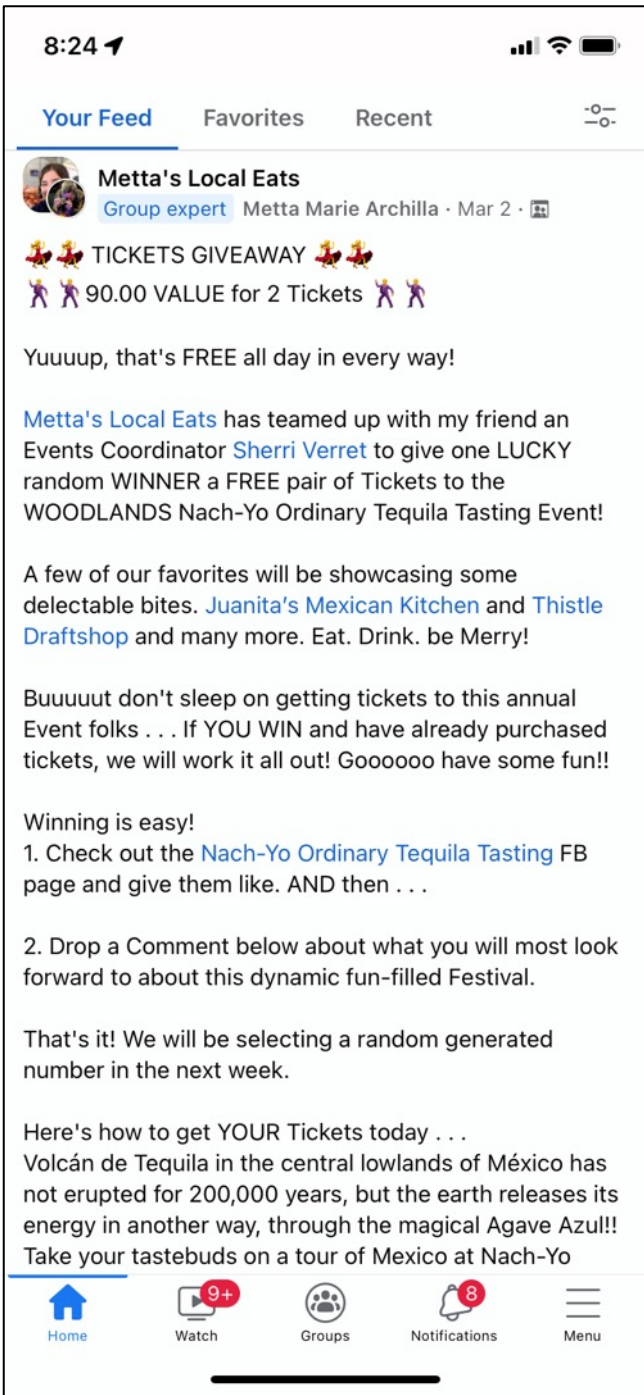 8:24
Your Feed Favorites Recent
Metta's Local Eats
Group expert Metta Marie Archilla · Mar 2 ·
💃💃 TICKETS GIVEAWAY 💃💃
🕺🕺 90.00 VALUE for 2 Tickets 🕺🕺
Yuuuup, that's FREE all day in every way!
Metta's Local Eats has teamed up with my friend an
Events Coordinator Sherri Verret to give one LUCKY
random WINNER a FREE pair of Tickets to the
WOODLANDS Nach-Yo Ordinary Tequila Tasting Event!
A few of our favorites will be showcasing some
delectable bites. Juanita’s Mexican Kitchen and Thistle
Draftshop and many more. Eat. Drink. be Merry!
Buuuuut don't sleep on getting tickets to this annual
Event folks . . . If YOU WIN and have already purchased
tickets, we will work it all out! Goooooo have some fun!!
Winning is easy!
1. Check out the Nach-Yo Ordinary Tequila Tasting FB
page and give them like. AND then . . .
2. Drop a Comment below about what you will most look
forward to about this dynamic fun-filled Festival.
That's it! We will be selecting a random generated
number in the next week.
Here's how to get YOUR Tickets today . . .
Volcán de Tequila in the central lowlands of México has
not erupted for 200,000 years, but the earth releases its
energy in another way, through the magical Agave Azul!!
Take your tastebuds on a tour of Mexico at Nach-Yo
9+ 8
Home Watch Groups Notifications Menu